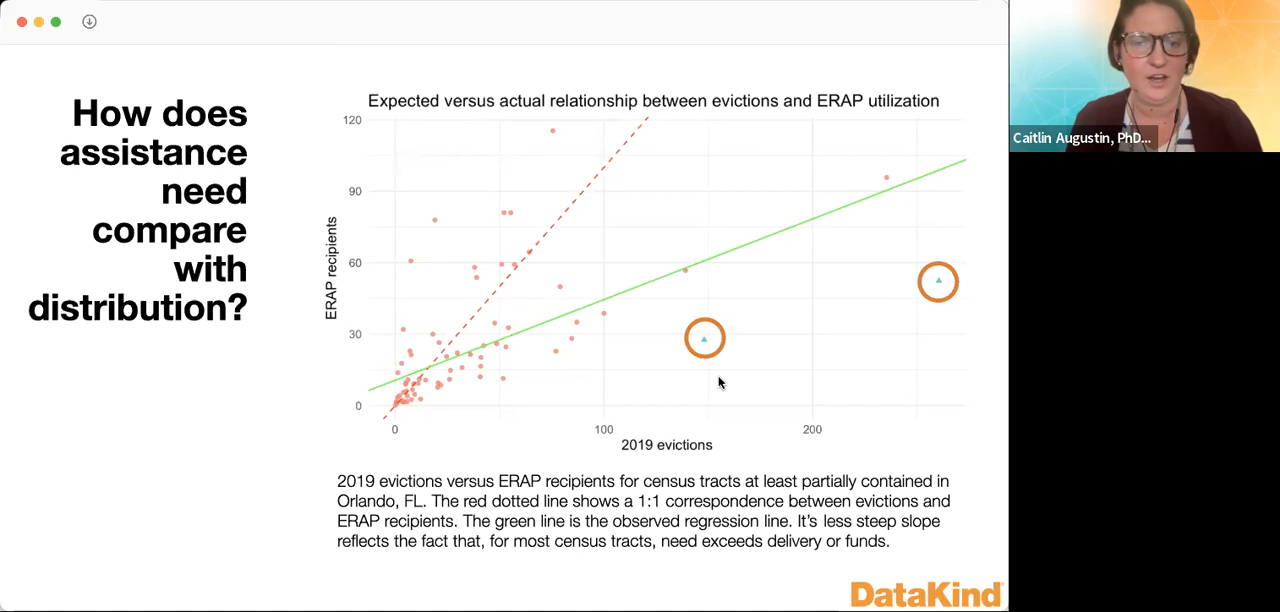 How does
assistance
need
compare
with
distribution?
Expected versus actual relationship between evictions and ERAP utilization
120
90
60
30
0
ERAP recipients
0
100
200
2019 evictions
2019 evictions versus ERAP recipients for census tracts at least partially contained in
Orlando, FL. The red dotted line shows a 1:1 correspondence between evictions and
ERAP recipients. The green line is the observed regression line. It's less steep slope
reflects the fact that, for most census tracts, need exceeds delivery or funds.
DataKind
Caitlin Augustin, PhD...